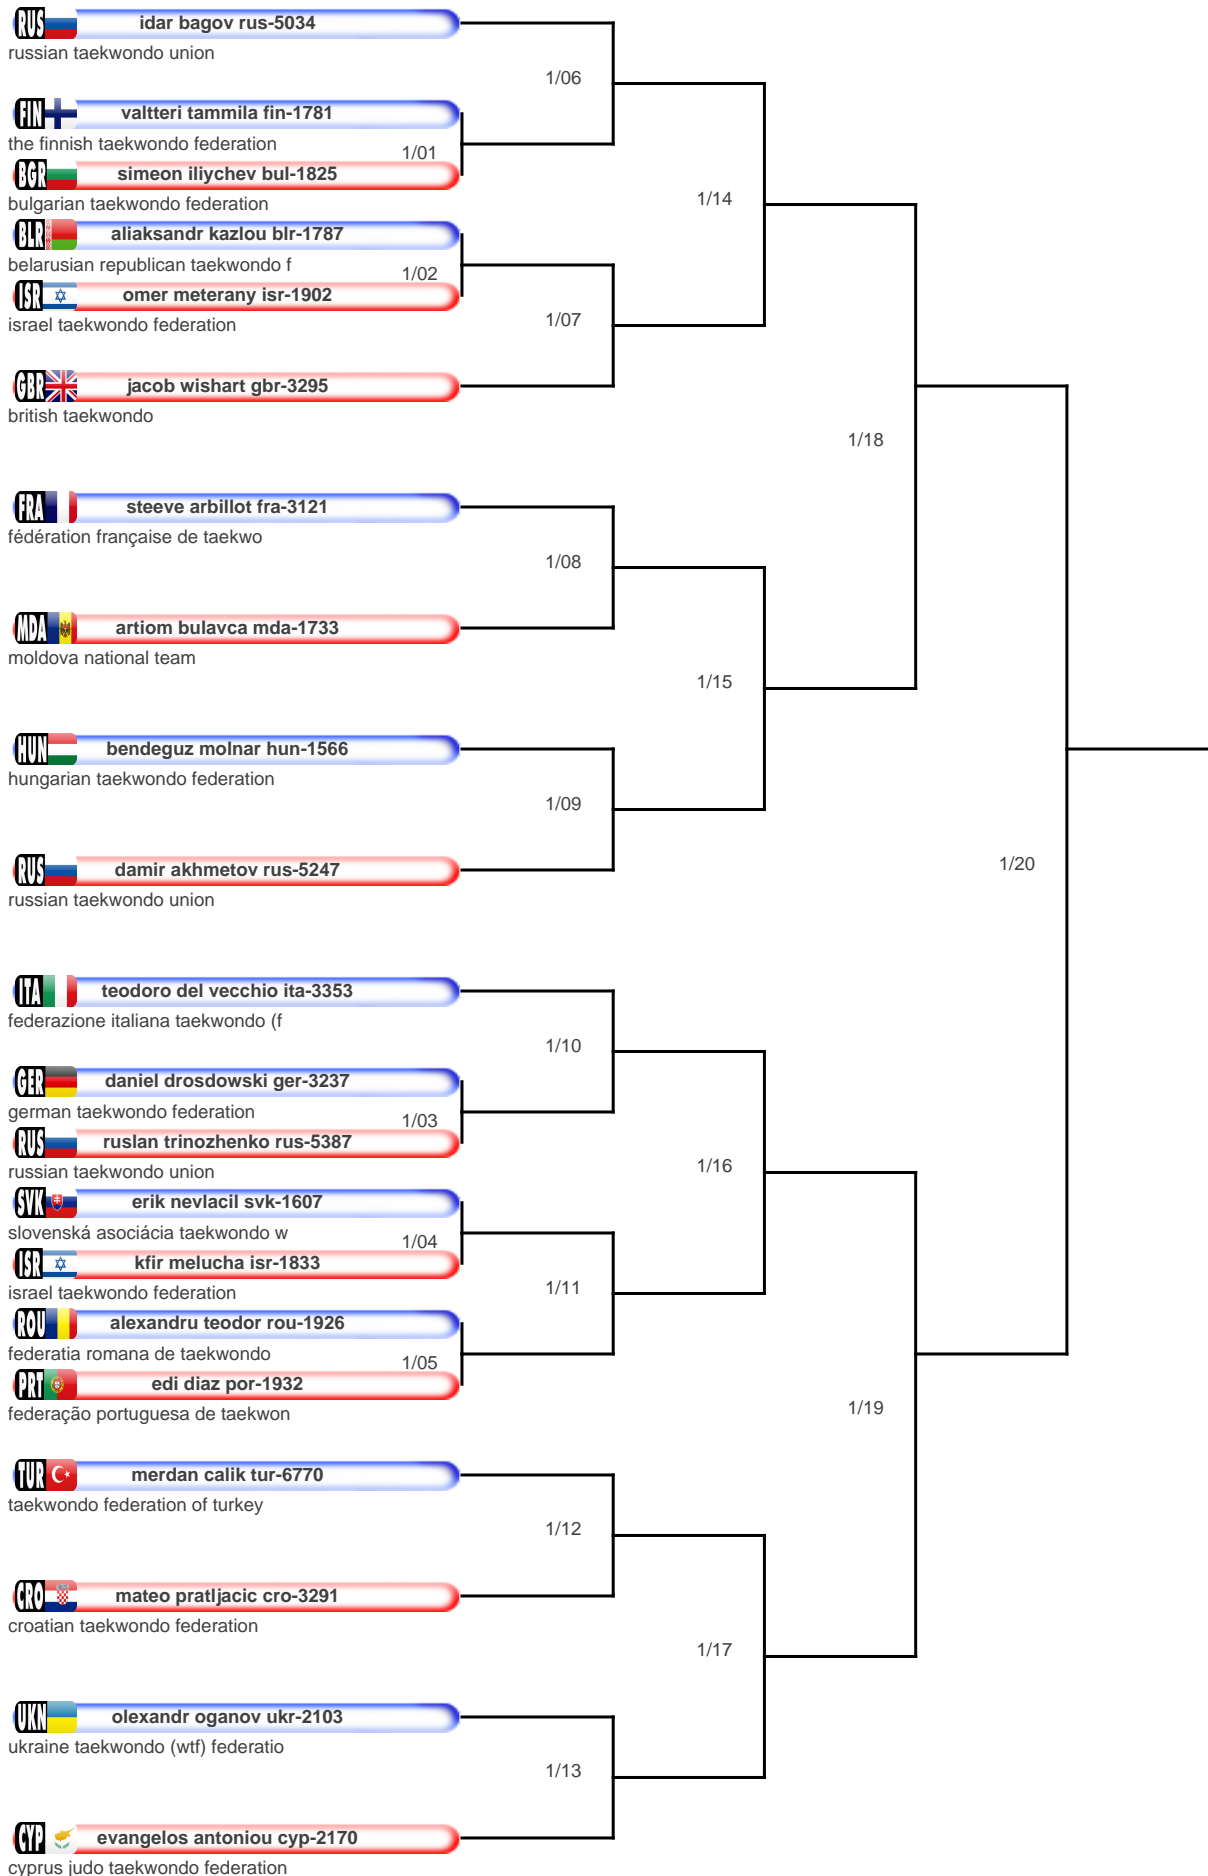 RUS idar bagov rus-5034
russian taekwondo union
1/06
FIN valtteri tammila fin-1781
the finnish taekwondo federation
1/01
BGR simeon iliychev bul-1825
bulgarian taekwondo federation
1/14
BLR aliaksandr kazlou blr-1787
belarusian republican taekwondo f
1/02
ISR omer meterany isr-1902
israel taekwondo federation
1/07
GBR jacob wishart gbr-3295
british taekwondo
1/18
FRA steeve arbillot fra-3121
fédération française de taekwo
1/08
MDA artiom bulavca mda-1733
moldova national team
1/15
HUN bendeguz molnar hun-1566
hungarian taekwondo federation
1/09
RUS damir akhmetov rus-5247
russian taekwondo union
1/20
ITA teodoro del vecchio ita-3353
federazione italiana taekwondo (f
1/10
GER daniel drosdowski ger-3237
german taekwondo federation
1/03
RUS ruslan trinozhenko rus-5387
russian taekwondo union
1/16
SVK erik nevlacil svk-1607
slovenská asociácia taekwondo w
1/04
ISR kfir melucha isr-1833
israel taekwondo federation
1/11
ROU alexandru teodor rou-1926
federatia romana de taekwondo
1/05
PRT edi diaz por-1932
federação portuguesa de taekwon
1/19
TUR merdan calik tur-6770
taekwondo federation of turkey
1/12
CRO mateo pratljacic cro-3291
croatian taekwondo federation
1/17
UKN olexandr oganov ukr-2103
ukraine taekwondo (wtf) federatio
1/13
CYP evangelos antoniou cyp-2170
cyprus judo taekwondo federation